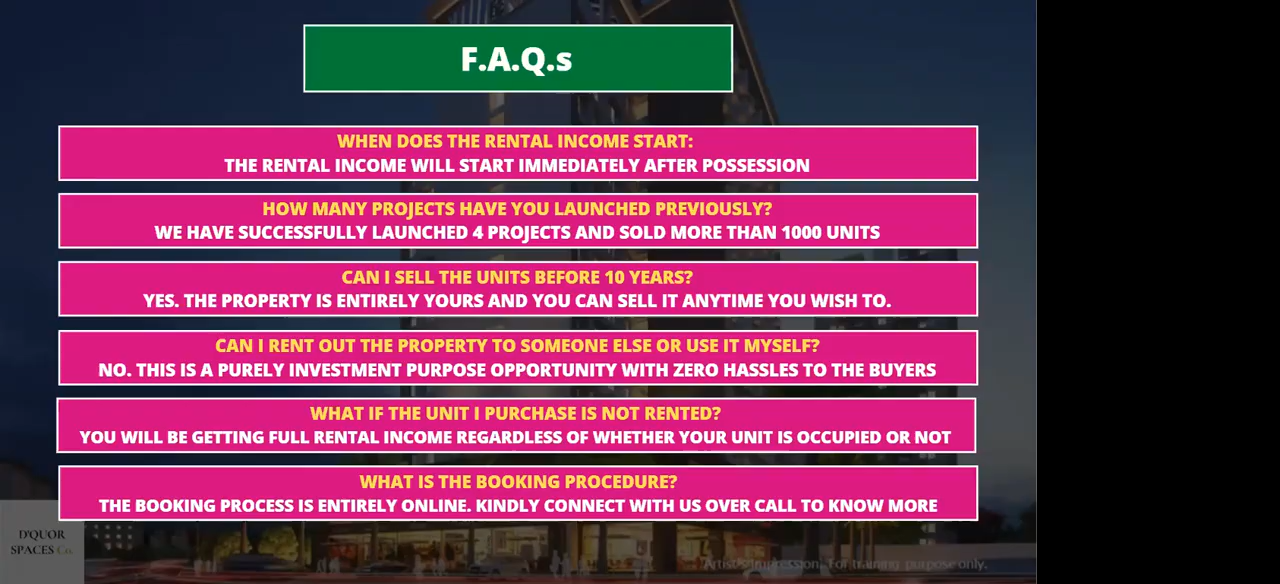 F.A.Q.s
WHEN DOES THE RENTAL INCOME START:
THE RENTAL INCOME WILL START IMMEDIATELY AFTER POSSESSION
HOW MANY PROJECTS HAVE YOU LAUNCHED PREVIOUSLY?
WE HAVE SUCCESSFULLY LAUNCHED 4 PROJECTS AND SOLD MORE THAN 1000 UNITS
CAN I SELL THE UNITS BEFORE 10 YEARS?
YES. THE PROPERTY IS ENTIRELY YOURS AND YOU CAN SELL IT ANYTIME YOU WISH TO.
CAN I RENT OUT THE PROPERTY TO SOMEONE ELSE OR USE IT MYSELF?
NO. THIS IS A PURELY INVESTMENT PURPOSE OPPORTUNITY WITH ZERO HASSLES TO THE BUYERS
WHAT IF THE UNIT I PURCHASE IS NOT RENTED?
YOU WILL BE GETTING FULL RENTAL INCOME REGARDLESS OF WHETHER YOUR UNIT IS OCCUPIED OR NOT
WHAT IS THE BOOKING PROCEDURE?
THE BOOKING PROCESS IS ENTIRELY ONLINE. KINDLY CONNECT WITH US OVER CALL TO KNOW MORE
D'QUOR
SPACES Co.
Artist's Impression. For training purpose only.